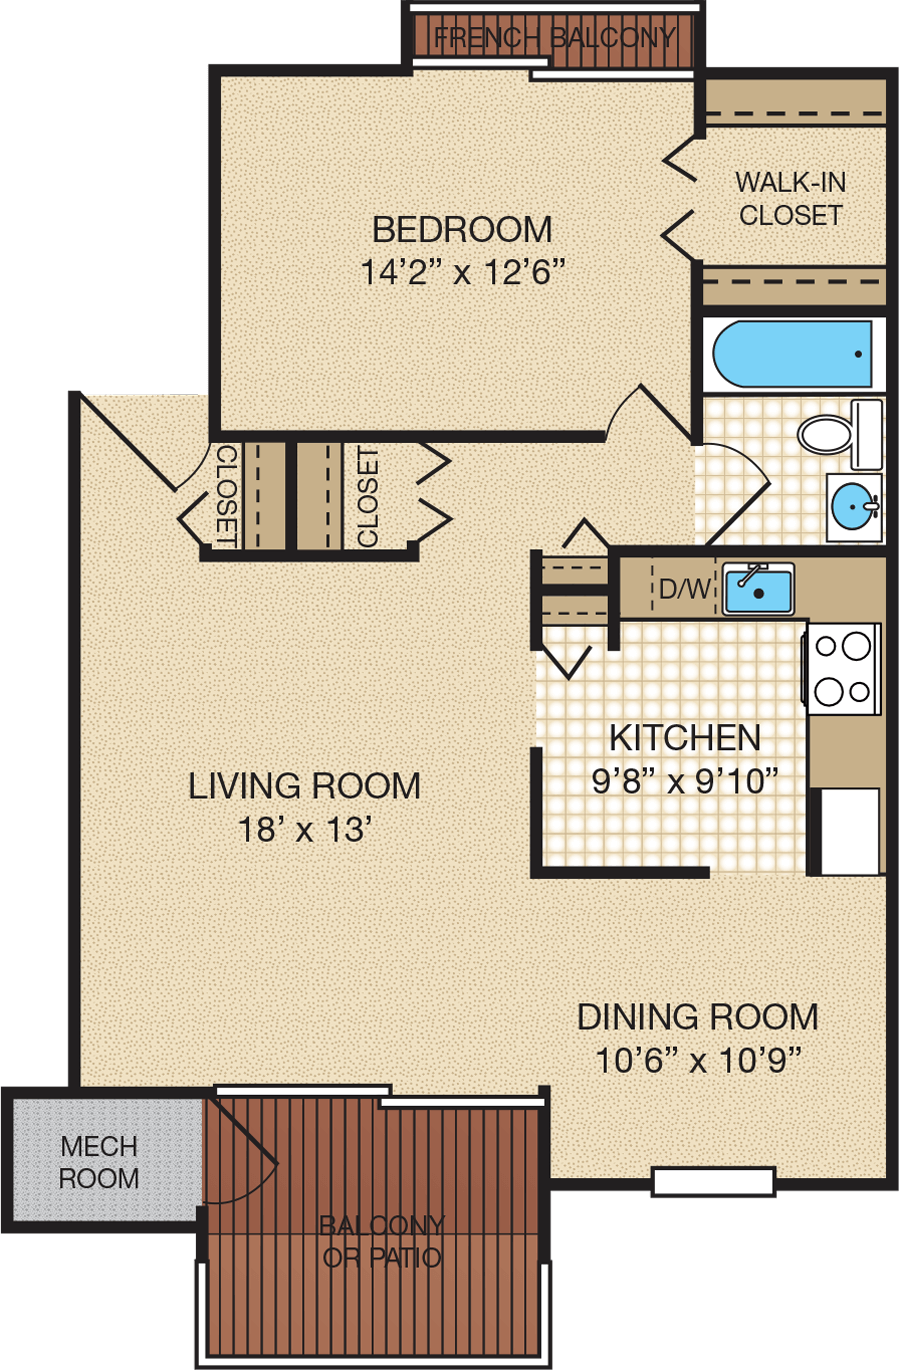 FRENCH BALCONY
WALK-IN
CLOSET
BEDROOM
14’2” x 12’6”
CLOSET
CLOSET
D/W
KITCHEN
9’8” x 9’10”
LIVING ROOM
18’ x 13’
DINING ROOM
10’6” x 10’9”
MECH
ROOM
BALCONY
OR PATIO